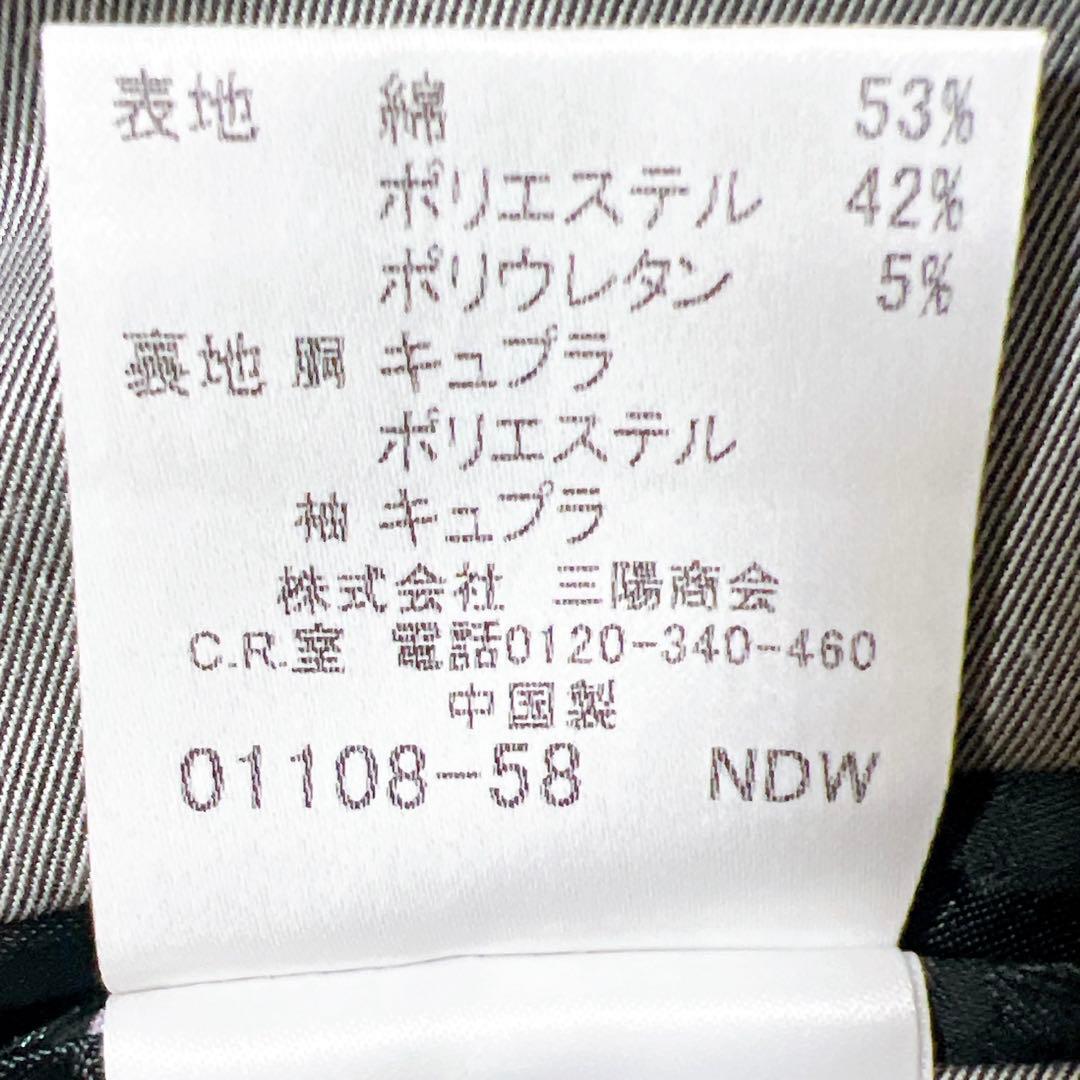 表地 綿 53%
ポリエステル 42%
ポリウレタン 5%
裏地 胴 キュプラ
ポリエステル
袖 キュプラ
株式会社 三陽商会
C.R.室 電話0120-340-460
中国製
01108-58 NDW